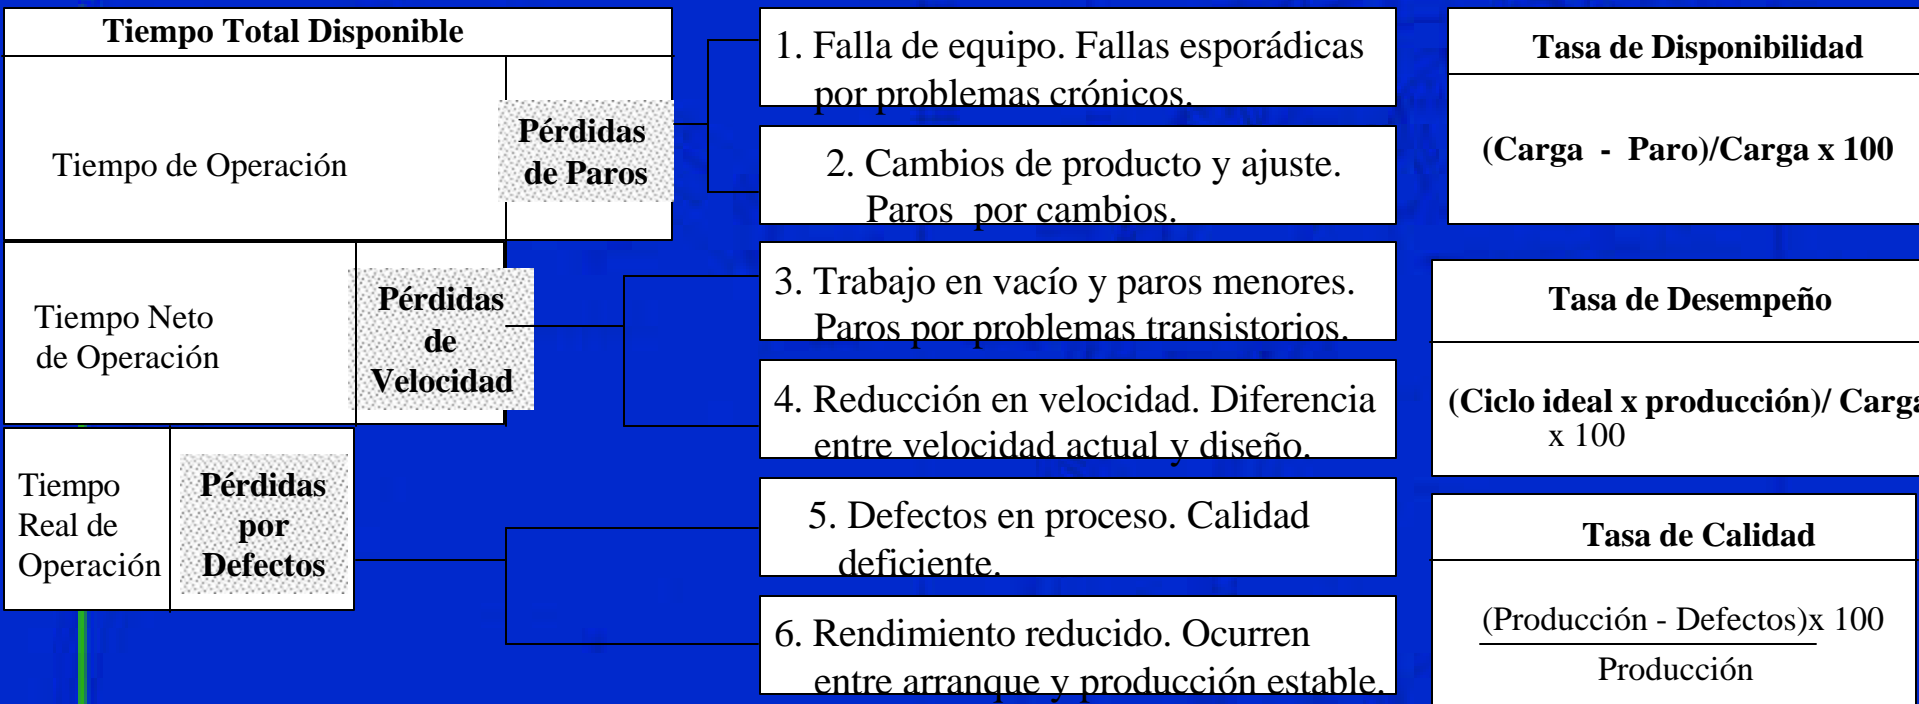 Tiempo Total Disponible
Tiempo de Operación
Pérdidas
de Paros
Tiempo Neto
de Operación
Pérdidas
de
Velocidad
Tiempo
Real de
Operación
Pérdidas
por
Defectos
1. Falla de equipo. Fallas esporádicas
por problemas crónicos.
2. Cambios de producto y ajuste.
Paros por cambios.
3. Trabajo en vacío y paros menores.
Paros por problemas transistorios.
4. Reducción en velocidad. Diferencia
entre velocidad actual y diseño.
5. Defectos en proceso. Calidad
deficiente.
6. Rendimiento reducido. Ocurren
entre arranque y producción estable.
Tasa de Disponibilidad
(Carga - Paro)/Carga x 100
Tasa de Desempeño
(Ciclo ideal x producción)/ Carga
x 100
Tasa de Calidad
(Producción - Defectos)x 100
Producción